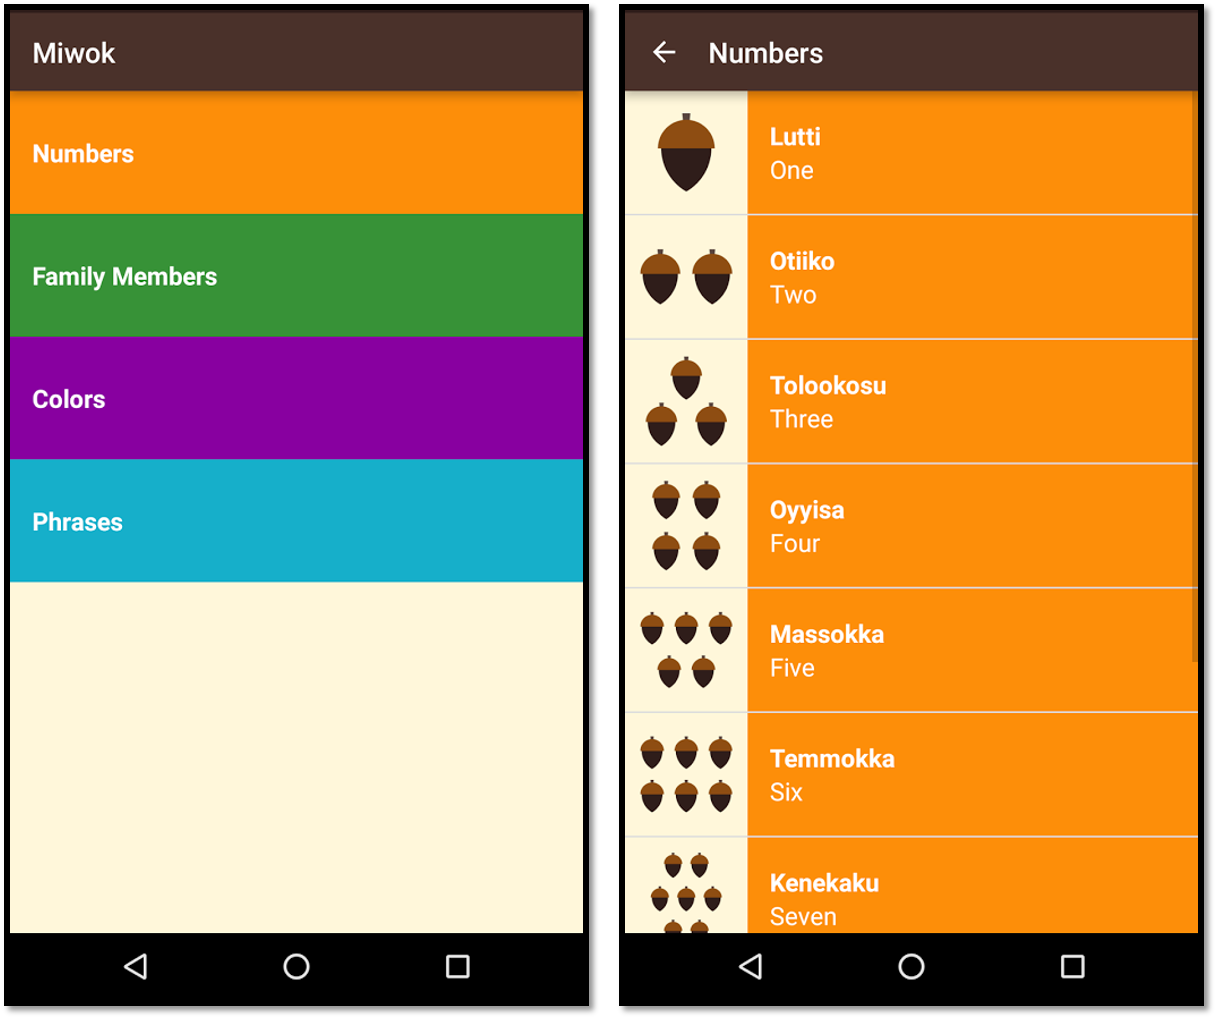 Miwok
Numbers
Family Members
Colors
Phrases
Numbers
Lutti
One
Otiiko
Two
Tolookosu
Three
Oyyisa
Four
Massokka
Five
Temmokka
Six
Kenekaku
Seven